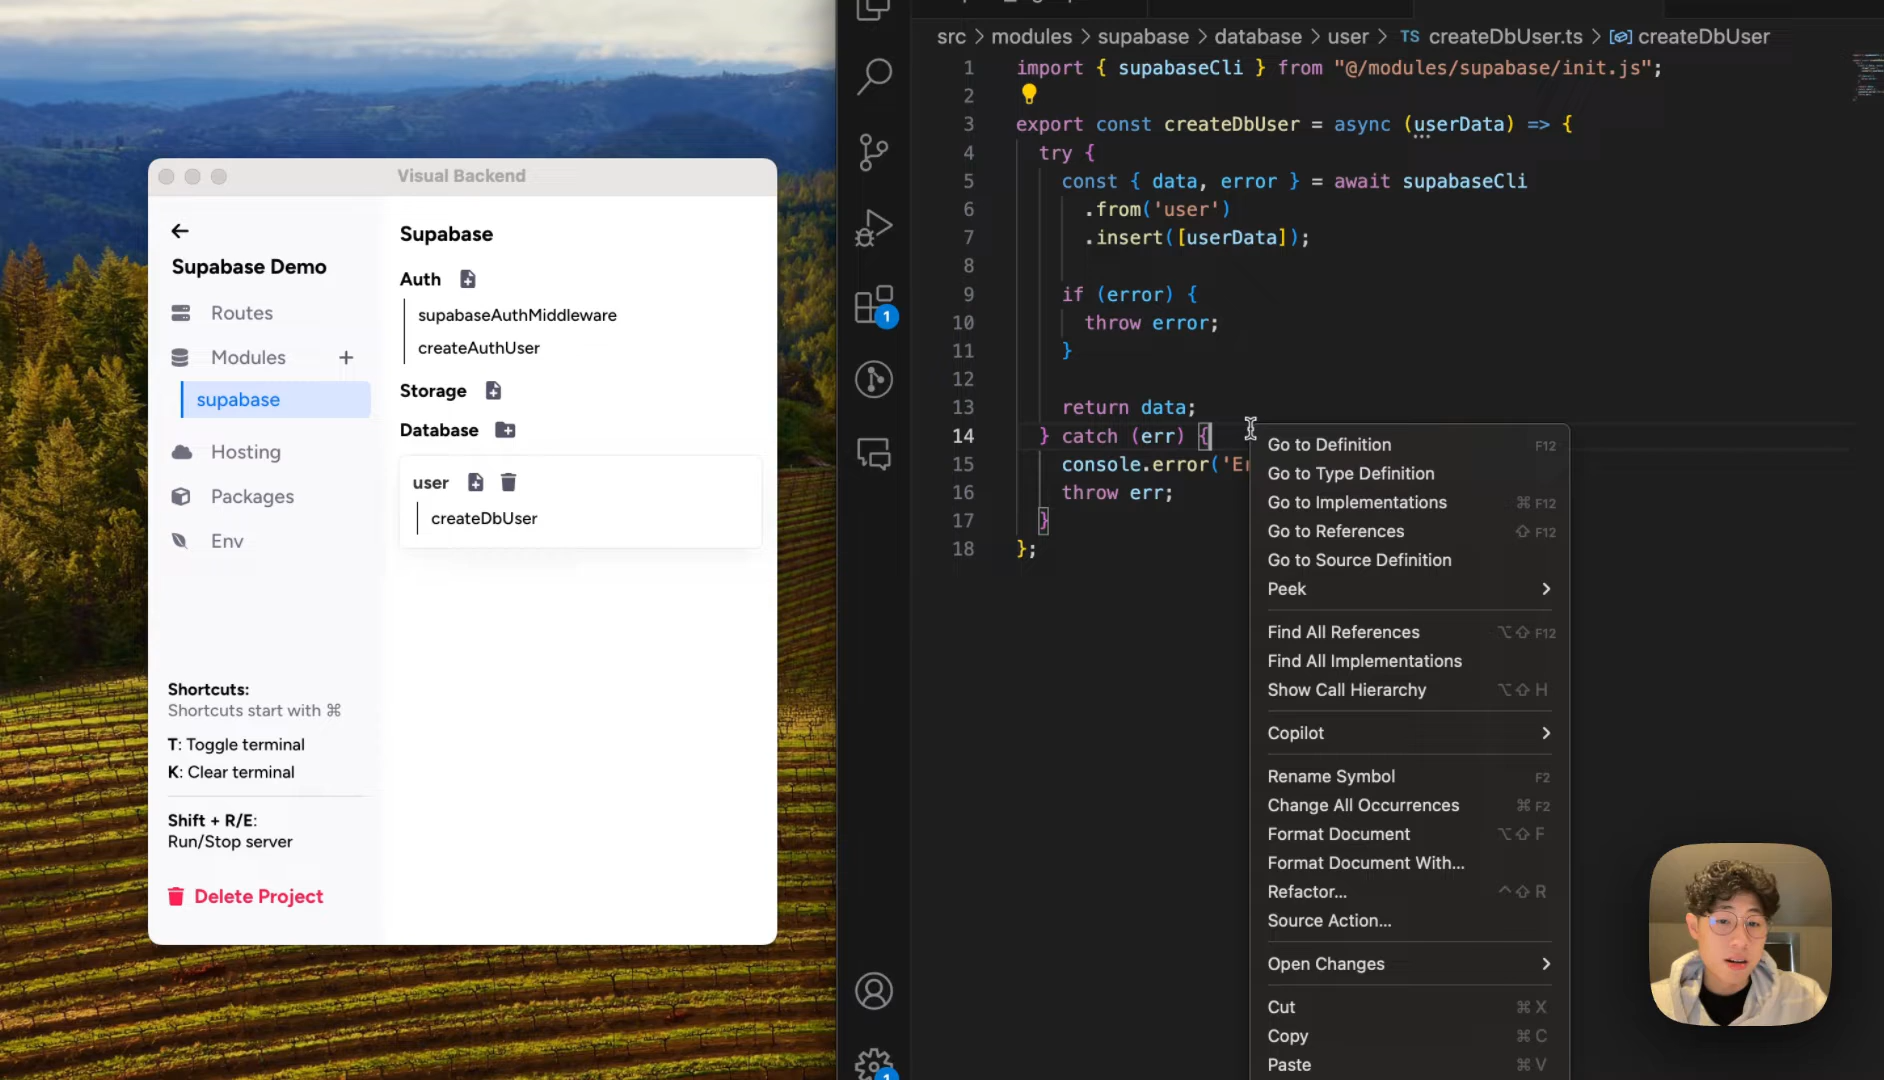 Visual Backend
Supabase Demo
Routes
Modules +
supabase
Hosting
Packages
Env
Shortcuts:
Shortcuts start with ⌘
T: Toggle terminal
K: Clear terminal
Shift + R/E:
Run/Stop server
Delete Project
Supabase
Auth
supabaseAuthMiddleware
createAuthUser
Storage
Database
user
createDbUser
1
1
src > modules > supabase > database > user > TS createDbUser.ts > createDbUser
1 import { supabaseCli } from "@/modules/supabase/init.js";
2
3 export const createDbUser = async (userData) => {
4 try {
5 const { data, error } = await supabaseCli
6 .from('user')
7 .insert([userData]);
8
9 if (error) {
10 throw error;
11 }
12
13 return data;
14 } catch (err) {
15 console.error('
16 throw err;
17 }
18 };
Go to Definition F12
Go to Type Definition
Go to Implementations ⌘ F12
Go to References ⇧ F12
Go to Source Definition
Peek >
Find All References ⌥⇧ F12
Find All Implementations
Show Call Hierarchy ⌥⇧ H
Copilot >
Rename Symbol F2
Change All Occurrences ⌘ F2
Format Document ⌥⇧ F
Format Document With...
Refactor... ^⇧ R
Source Action...
Open Changes >
Cut ⌘ X
Copy ⌘ C
Paste ⌘ V